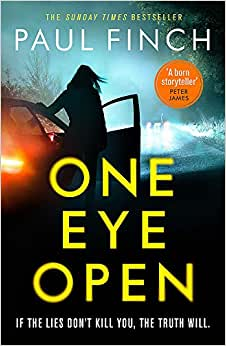 THE SUNDAY TIMES BESTSELLER
PAUL FINCH
'A born
storyteller'
PETER
JAMES
ONE
EYE
OPEN
IF THE LIES DON'T KILL YOU, THE TRUTH WILL.